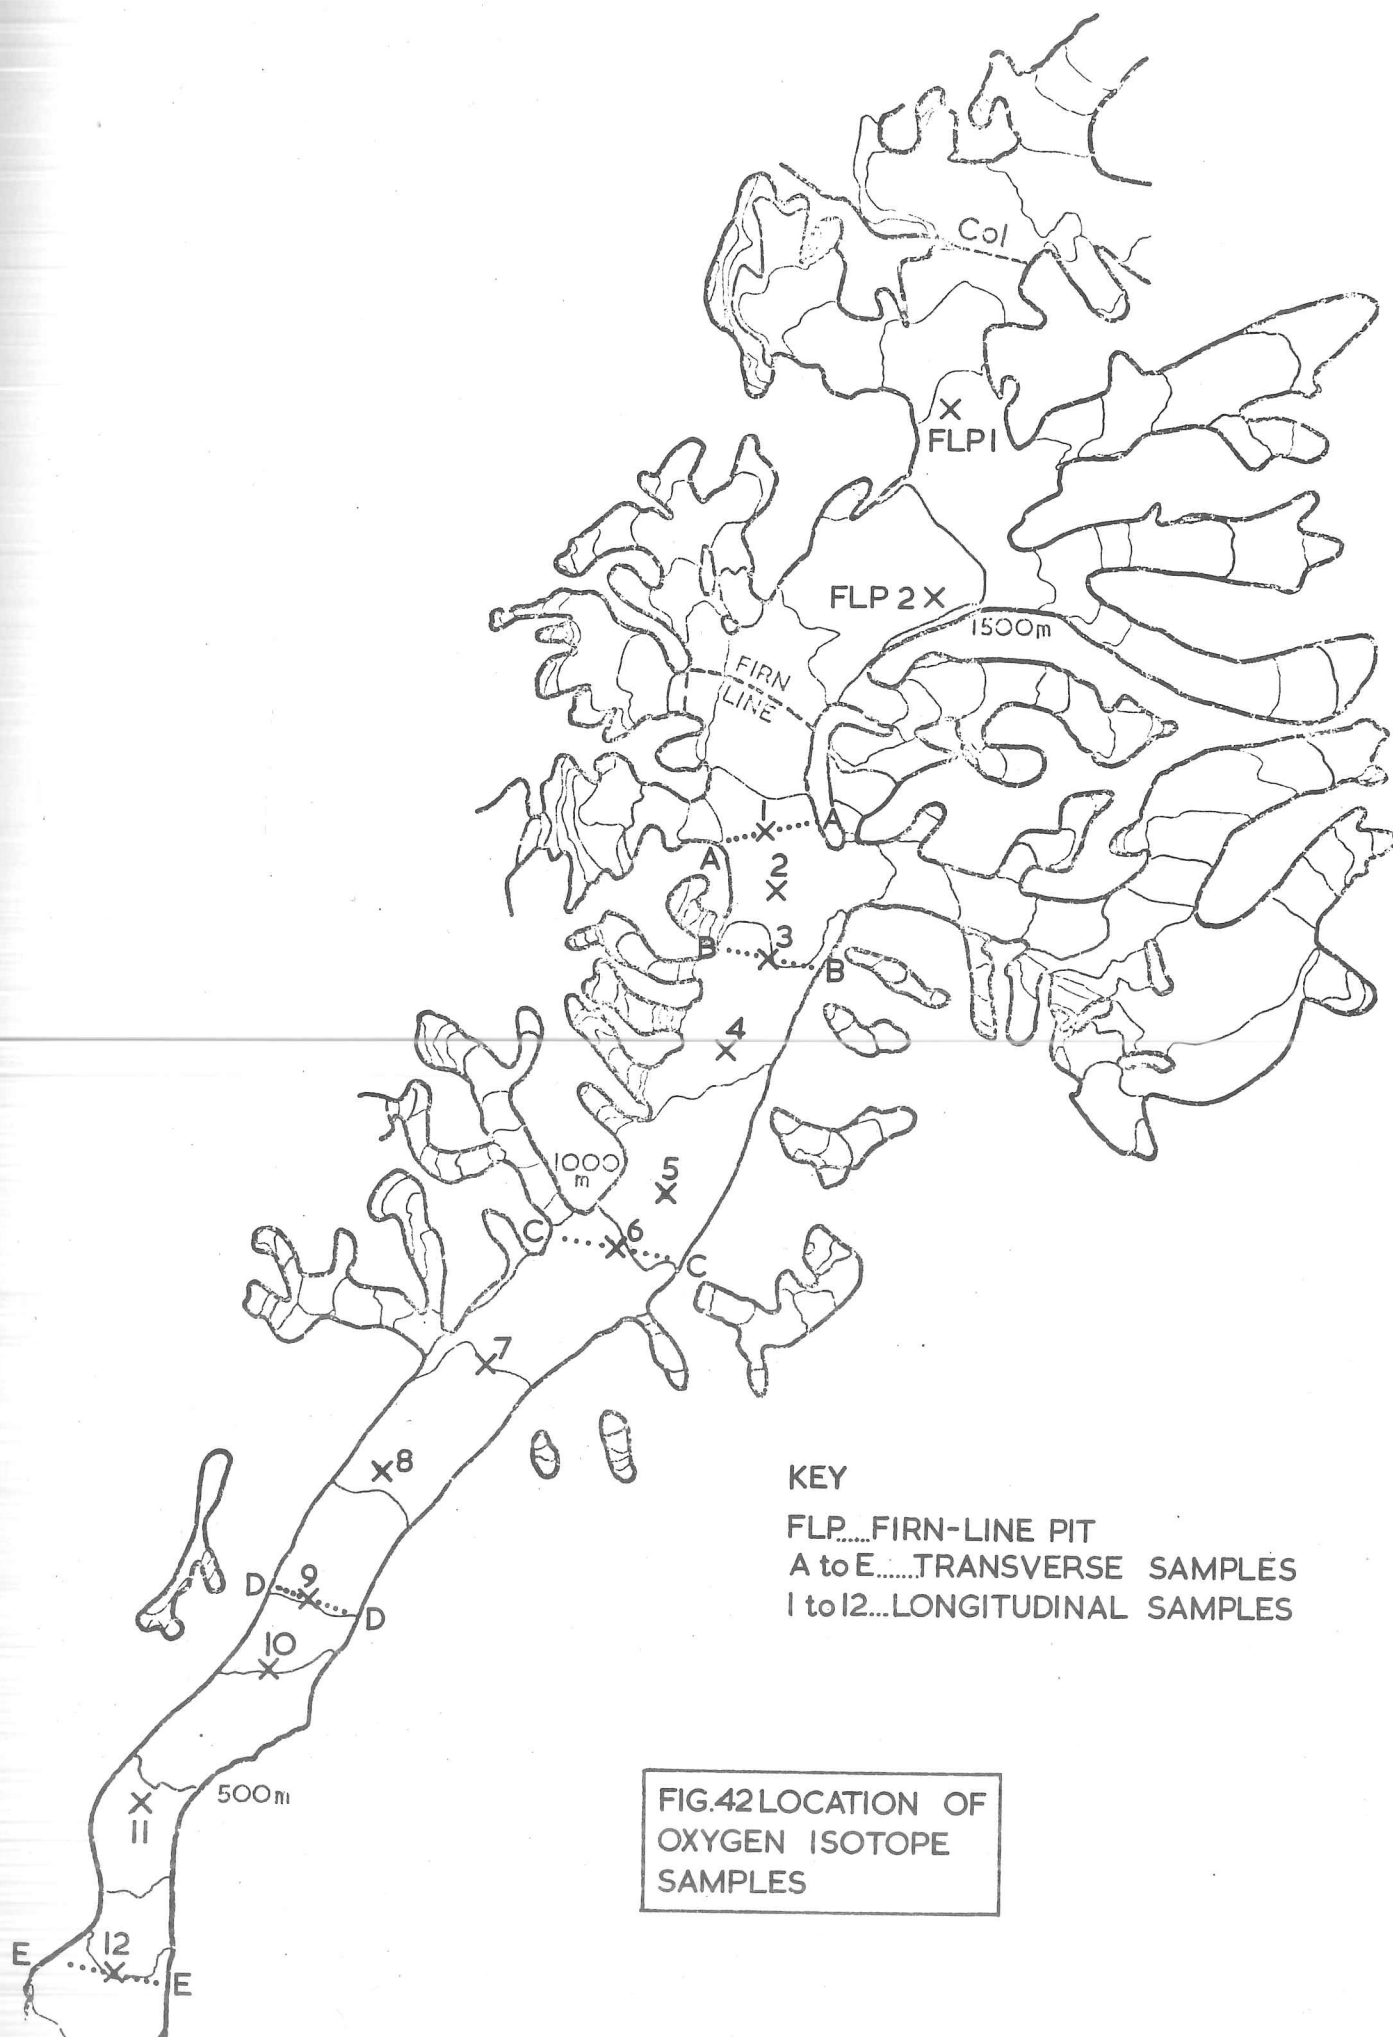 Col
FLP1
FLP 2
1500m
FIRN
LINE
1
A
A
2
3
B
B
4
1000
m
5
6
C
C
7
8
9
D
D
10
500m
11
12
E
E
KEY
FLP.....FIRN-LINE PIT
A to E.......TRANSVERSE SAMPLES
1 to 12...LONGITUDINAL SAMPLES
FIG.42 LOCATION OF
OXYGEN ISOTOPE
SAMPLES